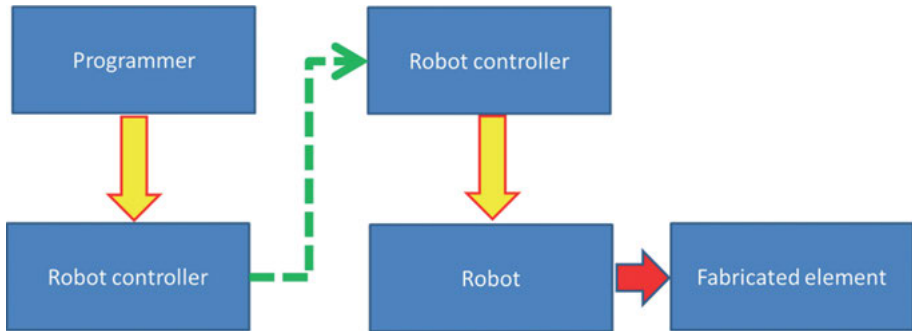 Programmer
Robot controller
Robot controller
Robot
Fabricated element